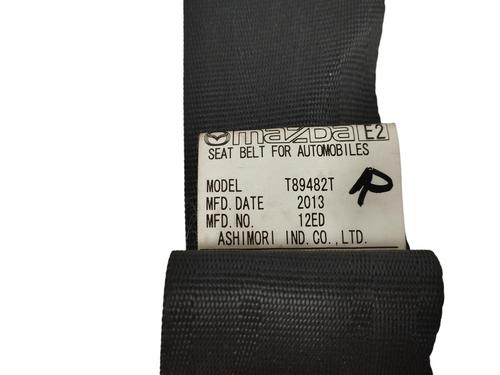 mazda E2
SEAT BELT FOR AUTOMOBILES
MODEL T89482T
MFD. DATE 2013
MFD. NO. 12ED
ASHIMORI IND. CO., LTD.